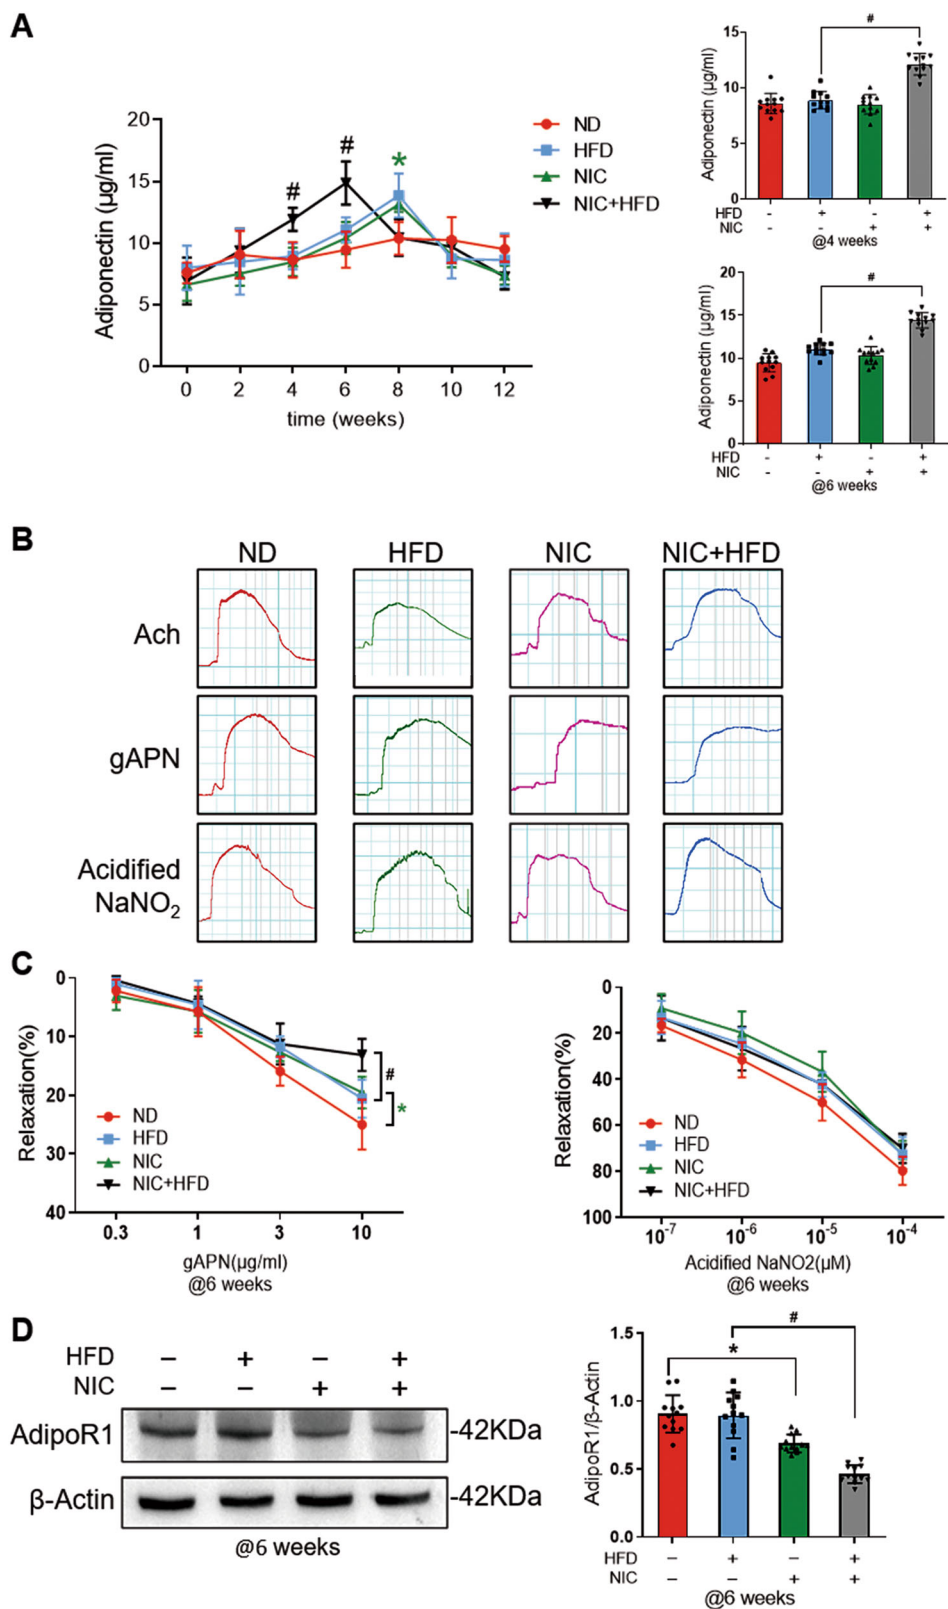 A
Adiponectin (µg/ml)
20
15
10
5
0
# # *
0 2 4 6 8 10 12
time (weeks)
ND
HFD
NIC
NIC+HFD
Adiponectin (µg/ml)
15
10
5
0
#
HFD - + - +
NIC - - + +
@4 weeks
Adiponectin (µg/ml)
20
15
10
5
0
#
HFD - + - +
NIC - - + +
@6 weeks
B
ND HFD NIC NIC+HFD
Ach
gAPN
Acidified
NaNO₂
C
Relaxation(%)
0
10
20
30
40
ND
HFD
NIC
NIC+HFD
#
*
0.3 1 3 10
gAPN(µg/ml)
@6 weeks
Relaxation(%)
0
20
40
60
80
100
ND
HFD
NIC
NIC+HFD
10⁻⁷ 10⁻⁶ 10⁻⁵ 10⁻⁴
Acidified NaNO2(µM)
@6 weeks
D
HFD – + – +
NIC – – + +
AdipoR1 -42KDa
β-Actin -42KDa
@6 weeks
AdipoR1/β-Actin
1.5
1.0
0.5
0.0
#
*
HFD – + – +
NIC – – + +
@6 weeks